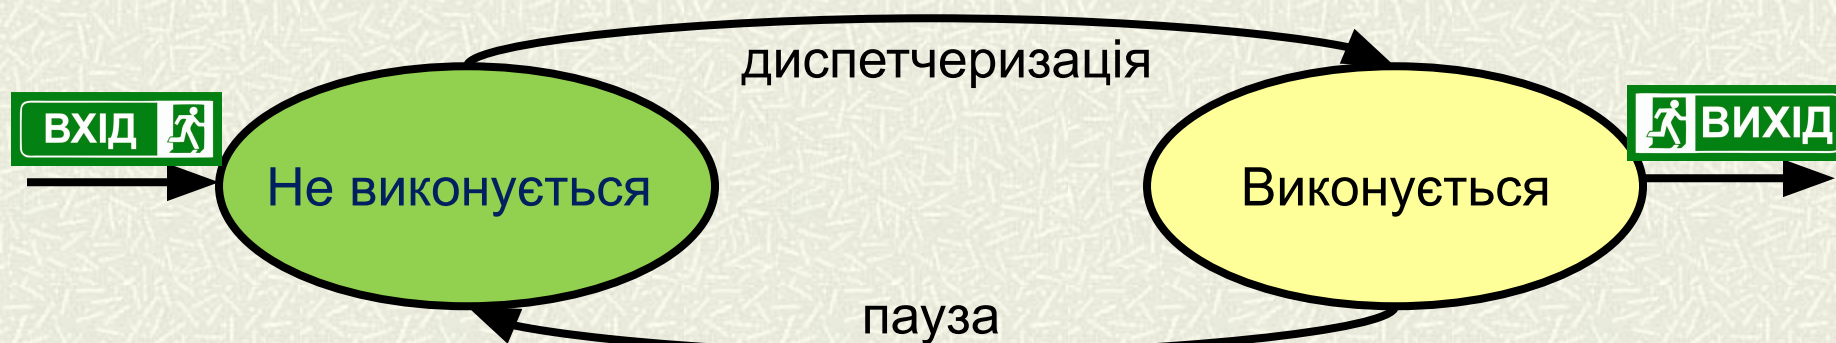 диспетчеризація
ВХІД
ВИХІД
Не виконується
Виконується
пауза